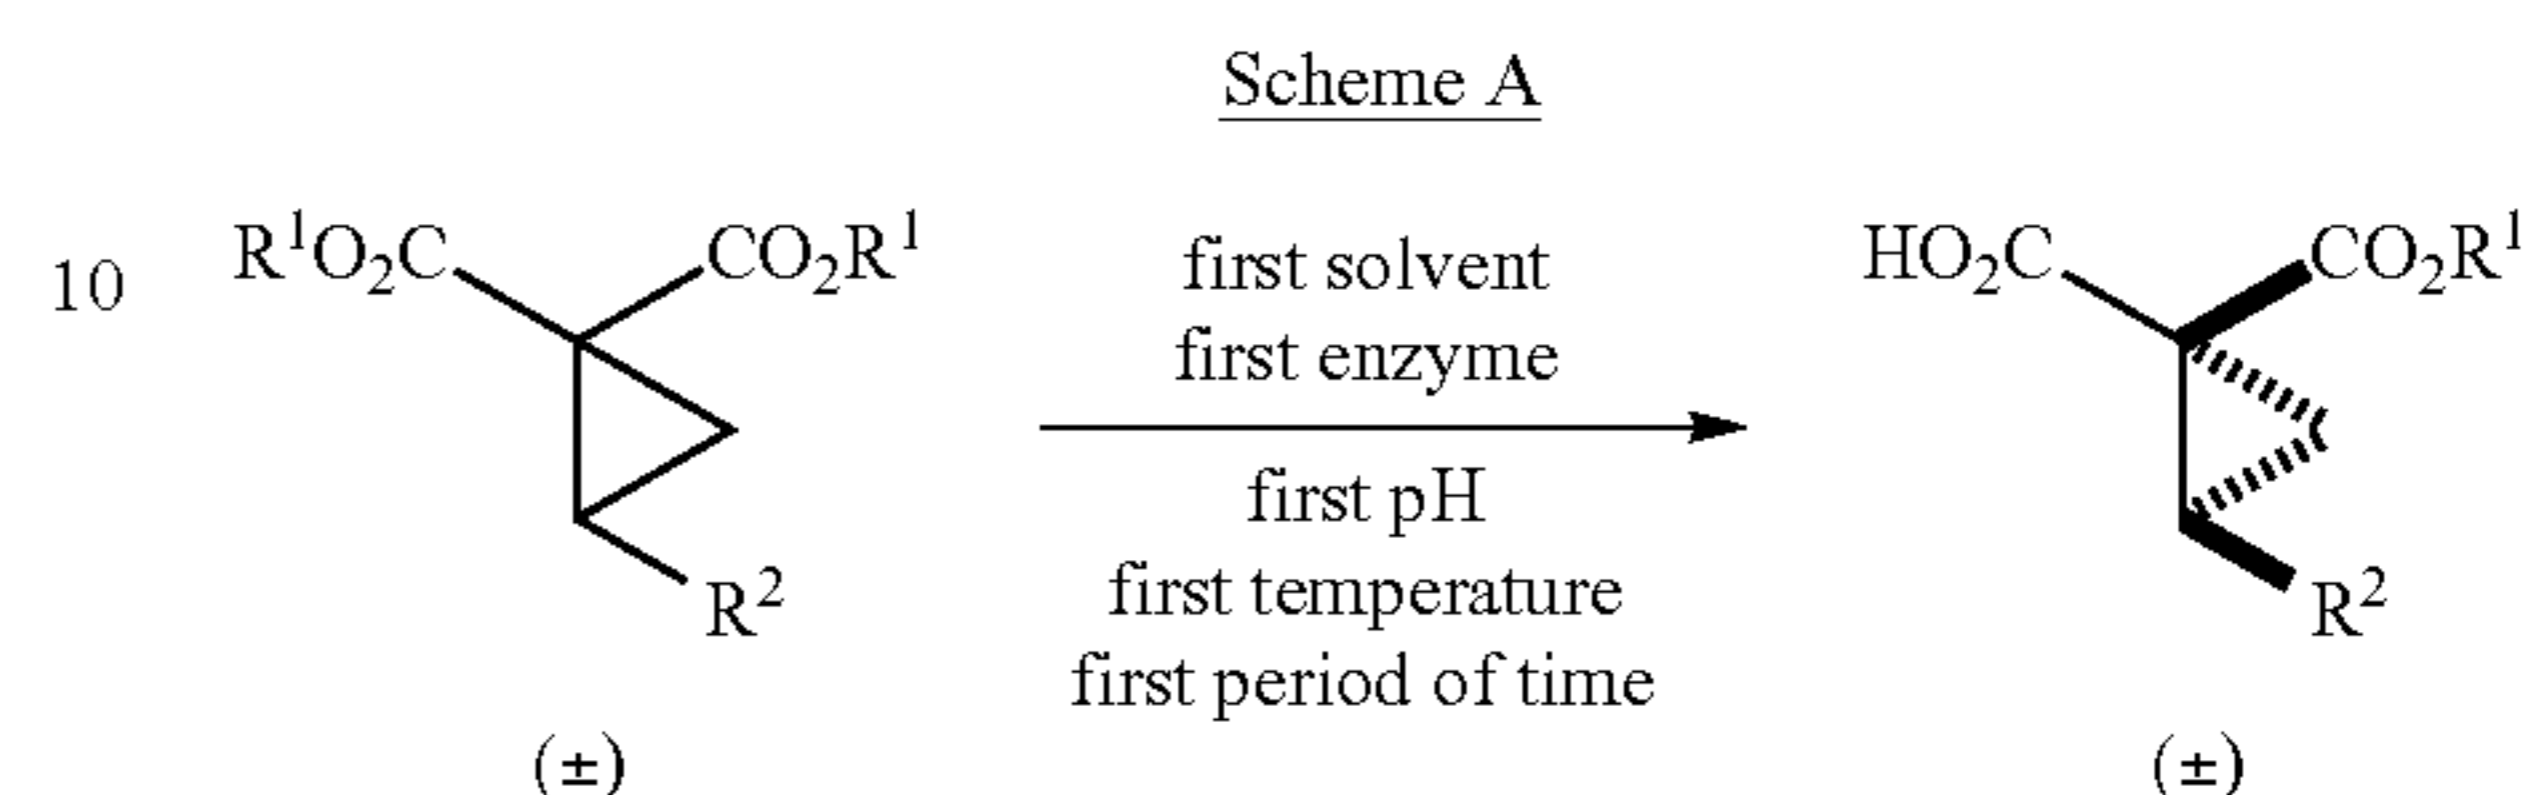 Scheme A
10
R¹O₂C CO₂R¹
R²
(±)
first solvent
first enzyme
first pH
first temperature
first period of time
HO₂C CO₂R¹
R²
(±)